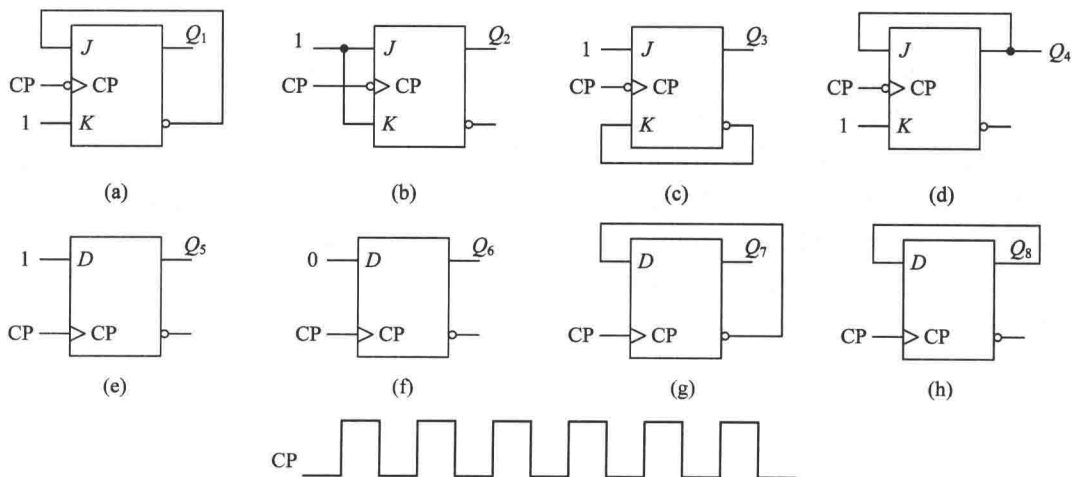 J Q1 CP CP 1 K
(a)
1 J Q2 CP CP K
(b)
1 J Q3 CP CP K
(c)
J Q4 CP CP 1 K
(d)
1 D Q5 CP CP
(e)
0 D Q6 CP CP
(f)
D Q7 CP CP
(g)
D Q8 CP CP
(h)
CP